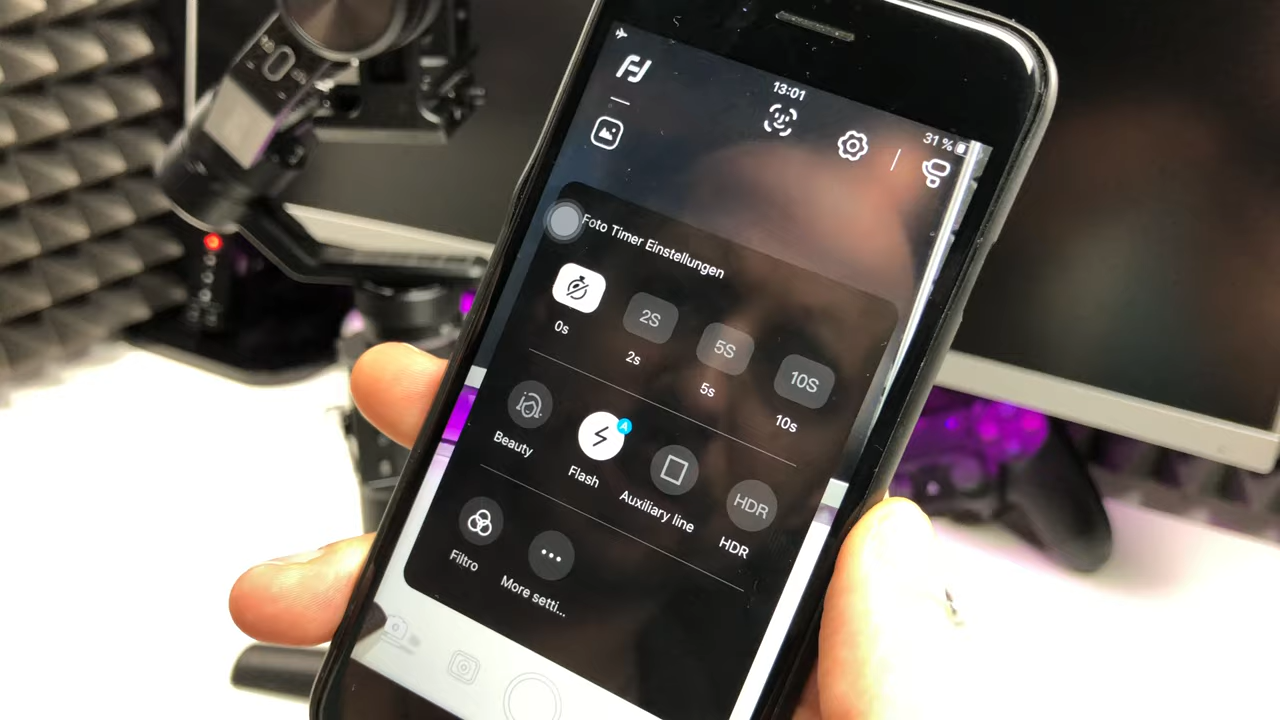 13:01
31 %
Foto Timer Einstellungen
2S
5S
10S
0s
2s
5s
10s
A
HDR
Beauty
Flash
Auxiliary line
HDR
Filtro
More setti...